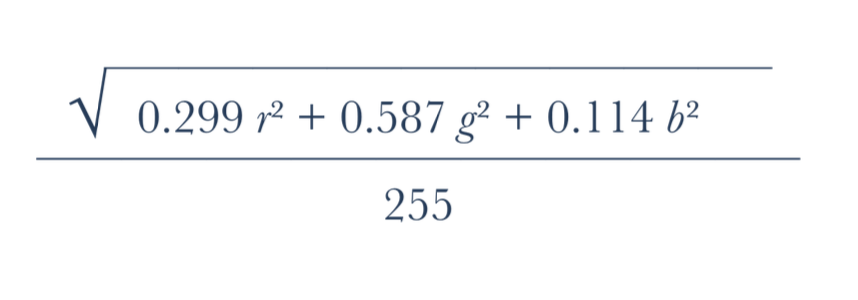 √ 0.299 r² + 0.587 g² + 0.114 b²
255